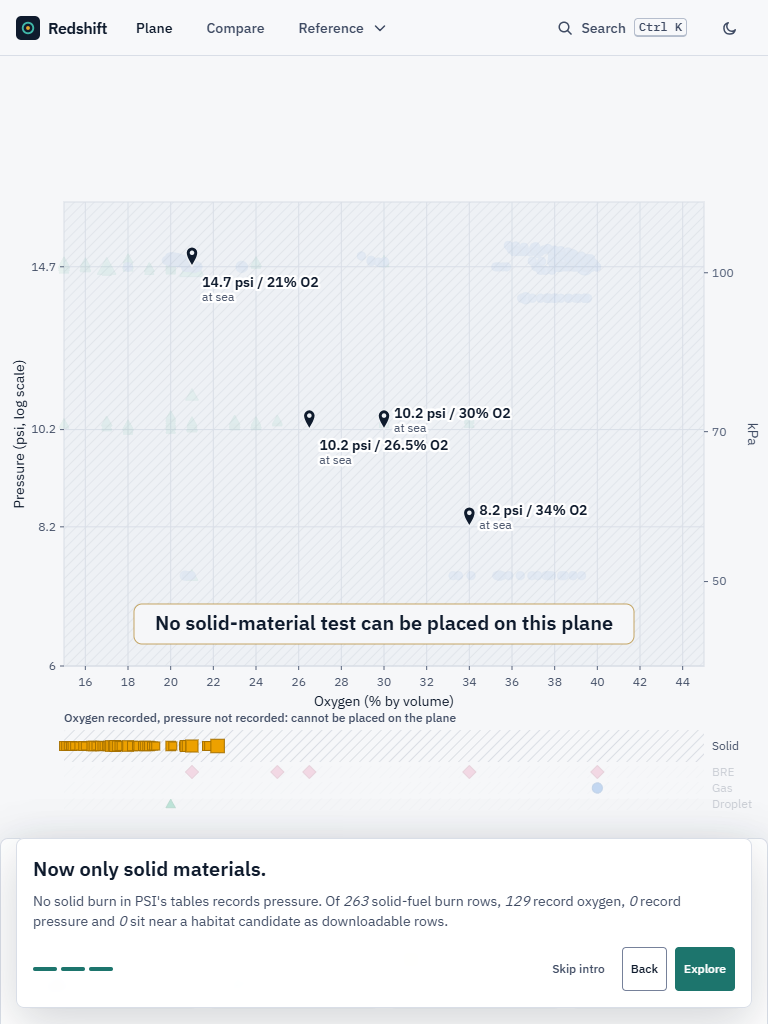 Redshift
Plane
Compare
Reference
Search
Ctrl K
14.7
10.2
8.2
6
Pressure (psi, log scale)
100
70
50
kPa
14.7 psi / 21% O2
at sea
10.2 psi / 30% O2
at sea
10.2 psi / 26.5% O2
at sea
8.2 psi / 34% O2
at sea
No solid-material test can be placed on this plane
16 18 20 22 24 26 28 30 32 34 36 38 40 42 44
Oxygen (% by volume)
Oxygen recorded, pressure not recorded: cannot be placed on the plane
Solid
BRE
Gas
Droplet
Now only solid materials.
No solid burn in PSI's tables records pressure. Of 263 solid-fuel burn rows, 129 record oxygen, 0 record
pressure and 0 sit near a habitat candidate as downloadable rows.
Skip intro
Back
Explore